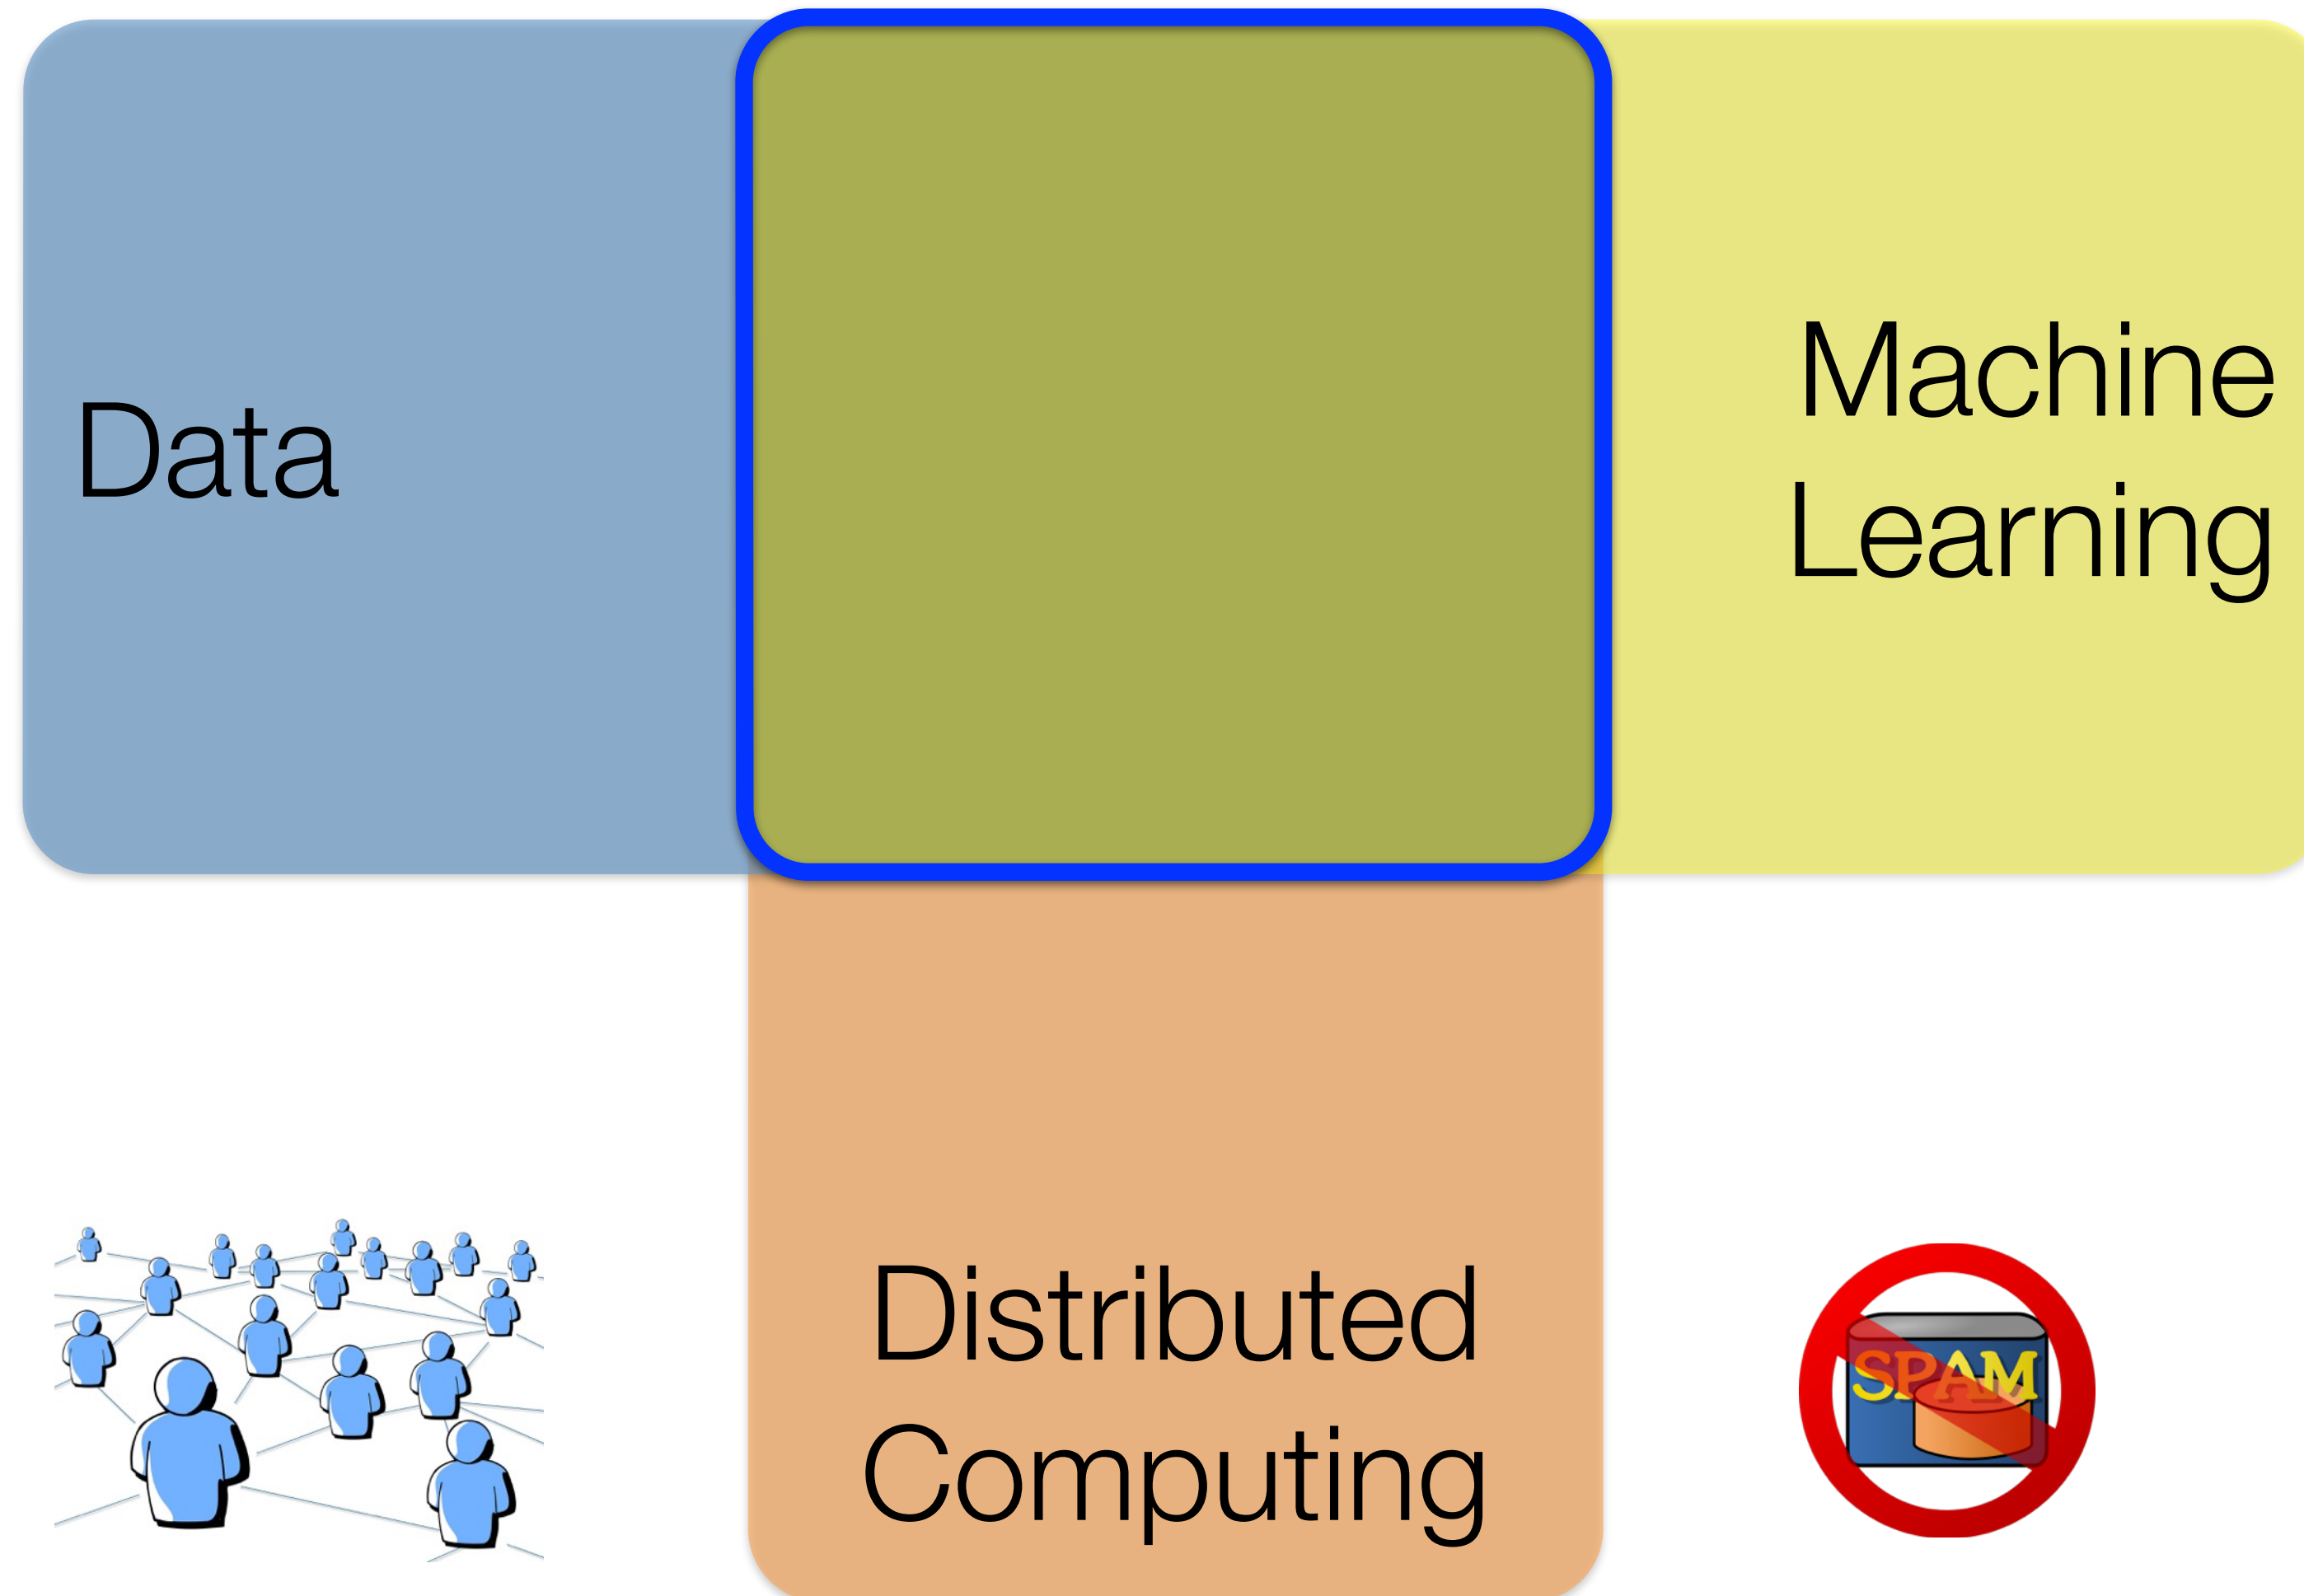 Data
Machine
Learning
Distributed
Computing
SPAM